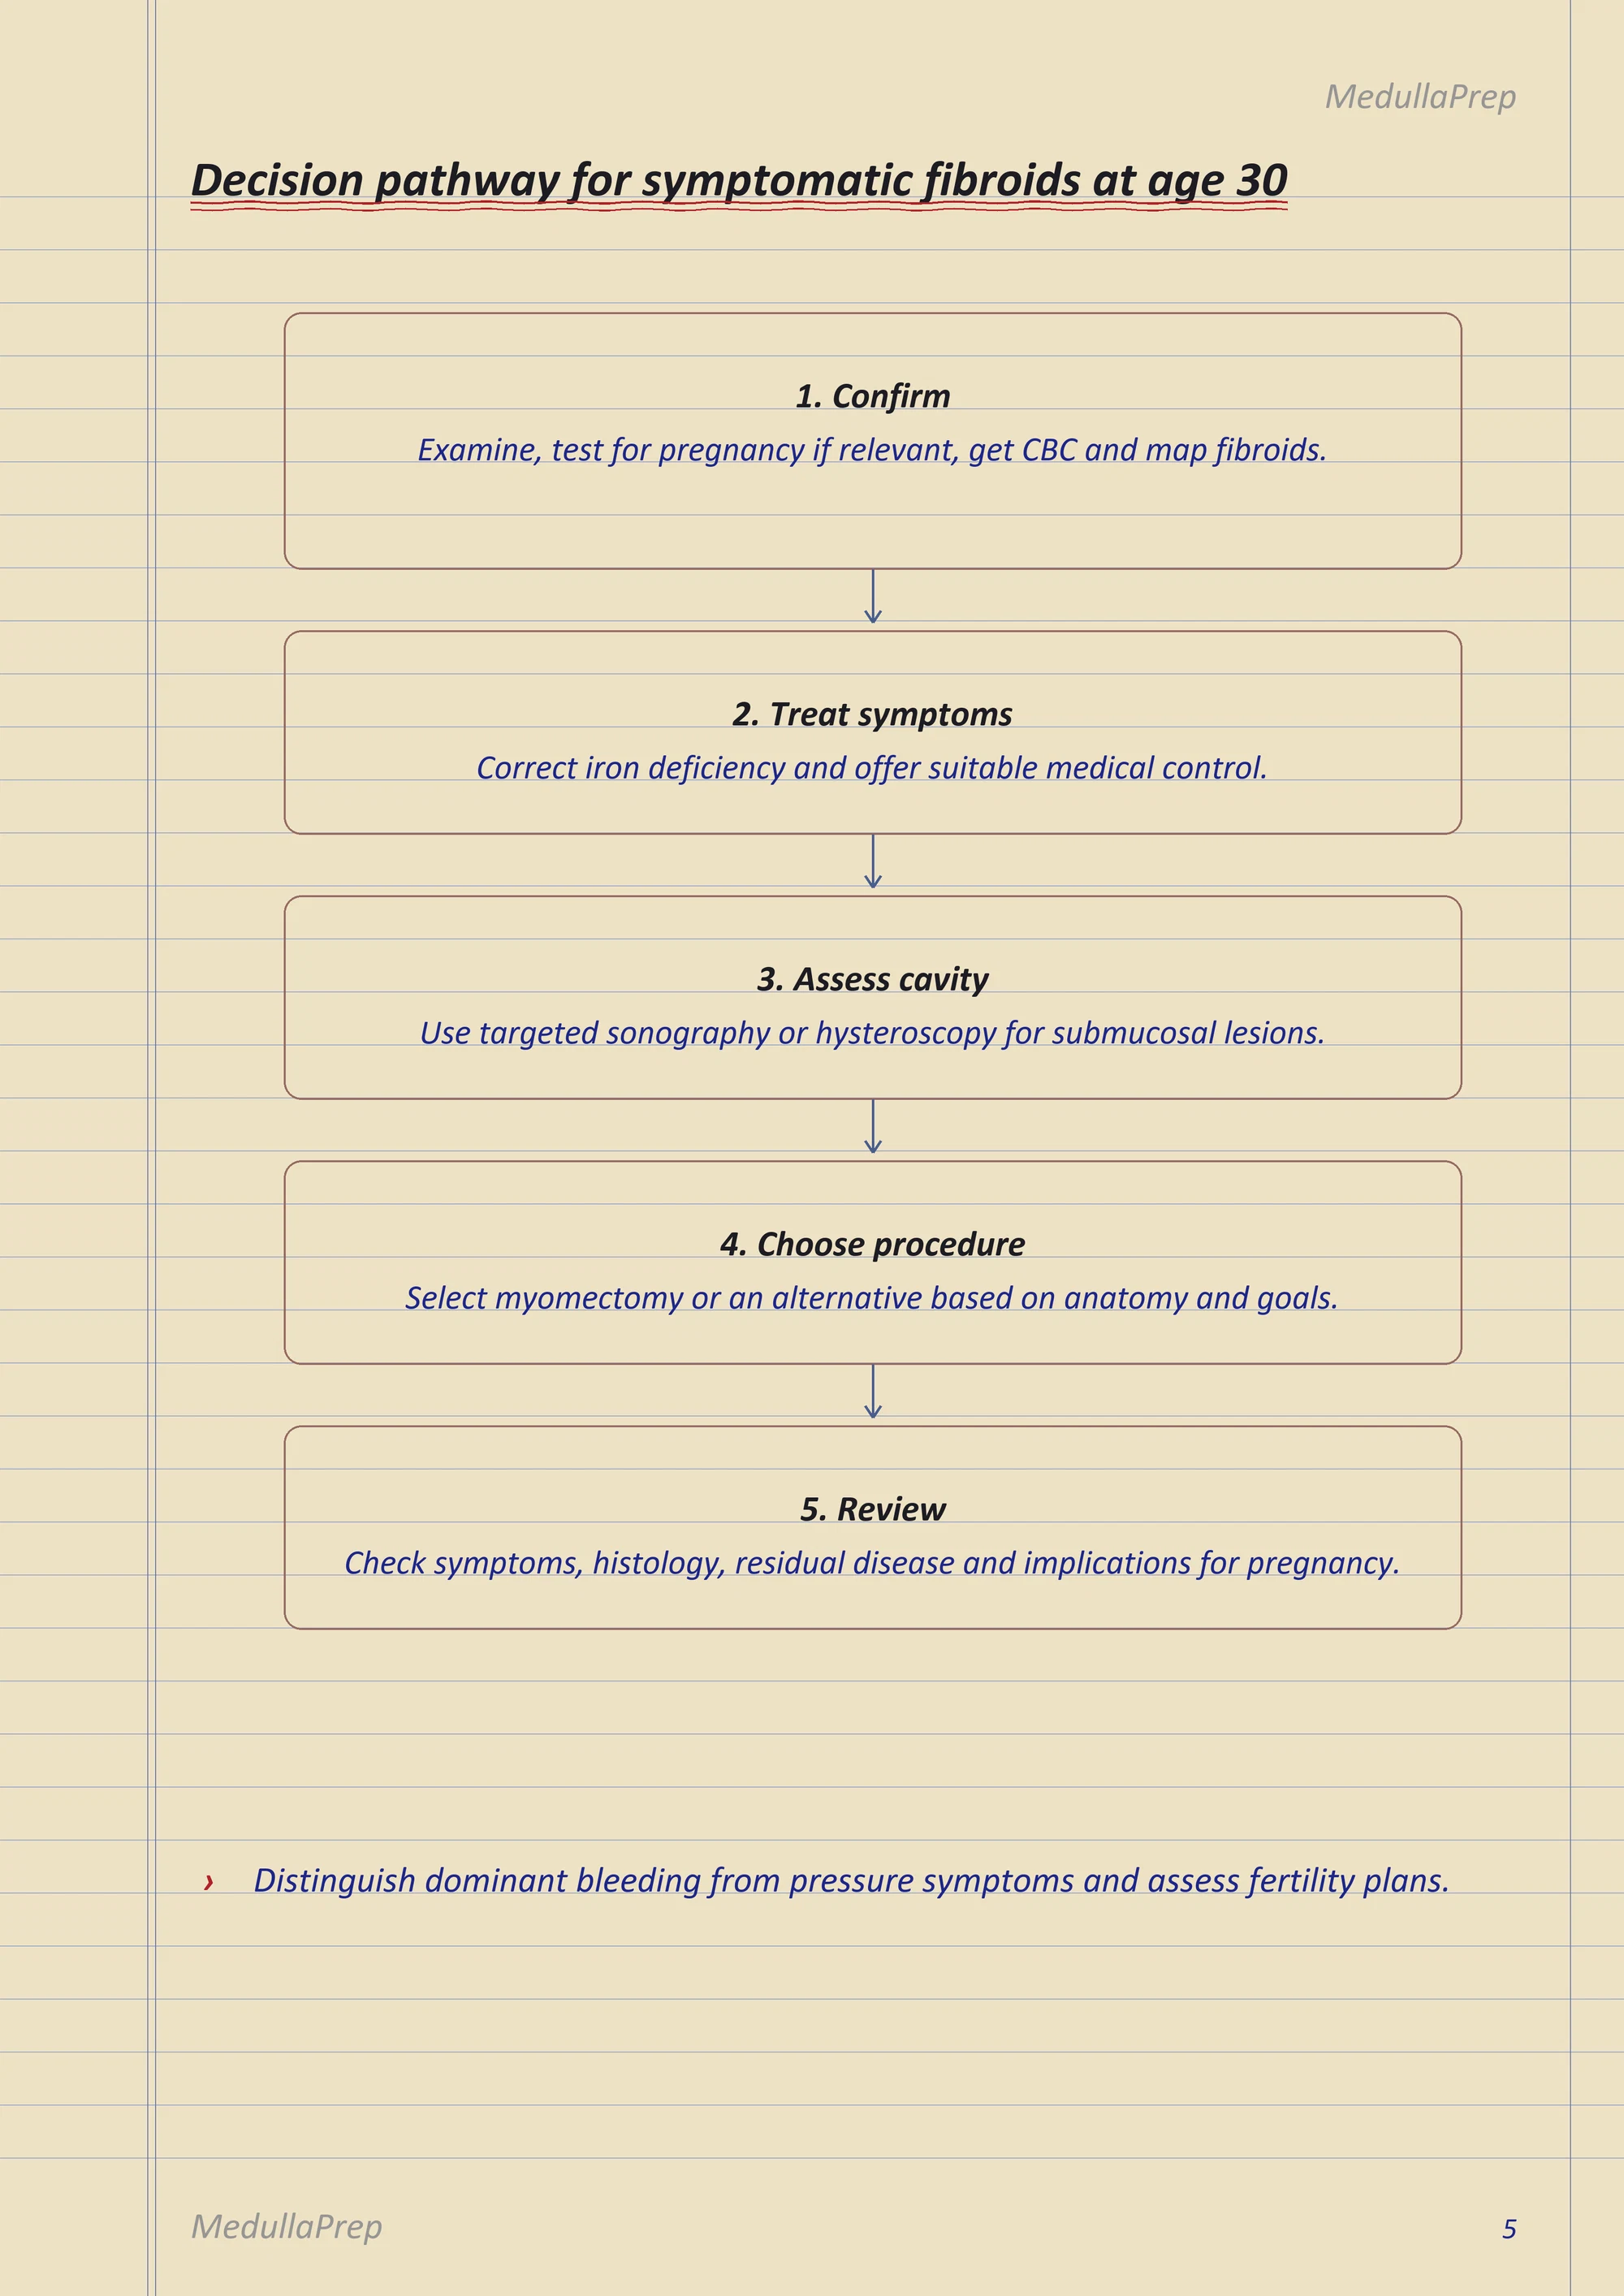 MedullaPrep
Decision pathway for symptomatic fibroids at age 30
1. Confirm
Examine, test for pregnancy if relevant, get CBC and map fibroids.
2. Treat symptoms
Correct iron deficiency and offer suitable medical control.
3. Assess cavity
Use targeted sonography or hysteroscopy for submucosal lesions.
4. Choose procedure
Select myomectomy or an alternative based on anatomy and goals.
5. Review
Check symptoms, histology, residual disease and implications for pregnancy.
› Distinguish dominant bleeding from pressure symptoms and assess fertility plans.
MedullaPrep
5